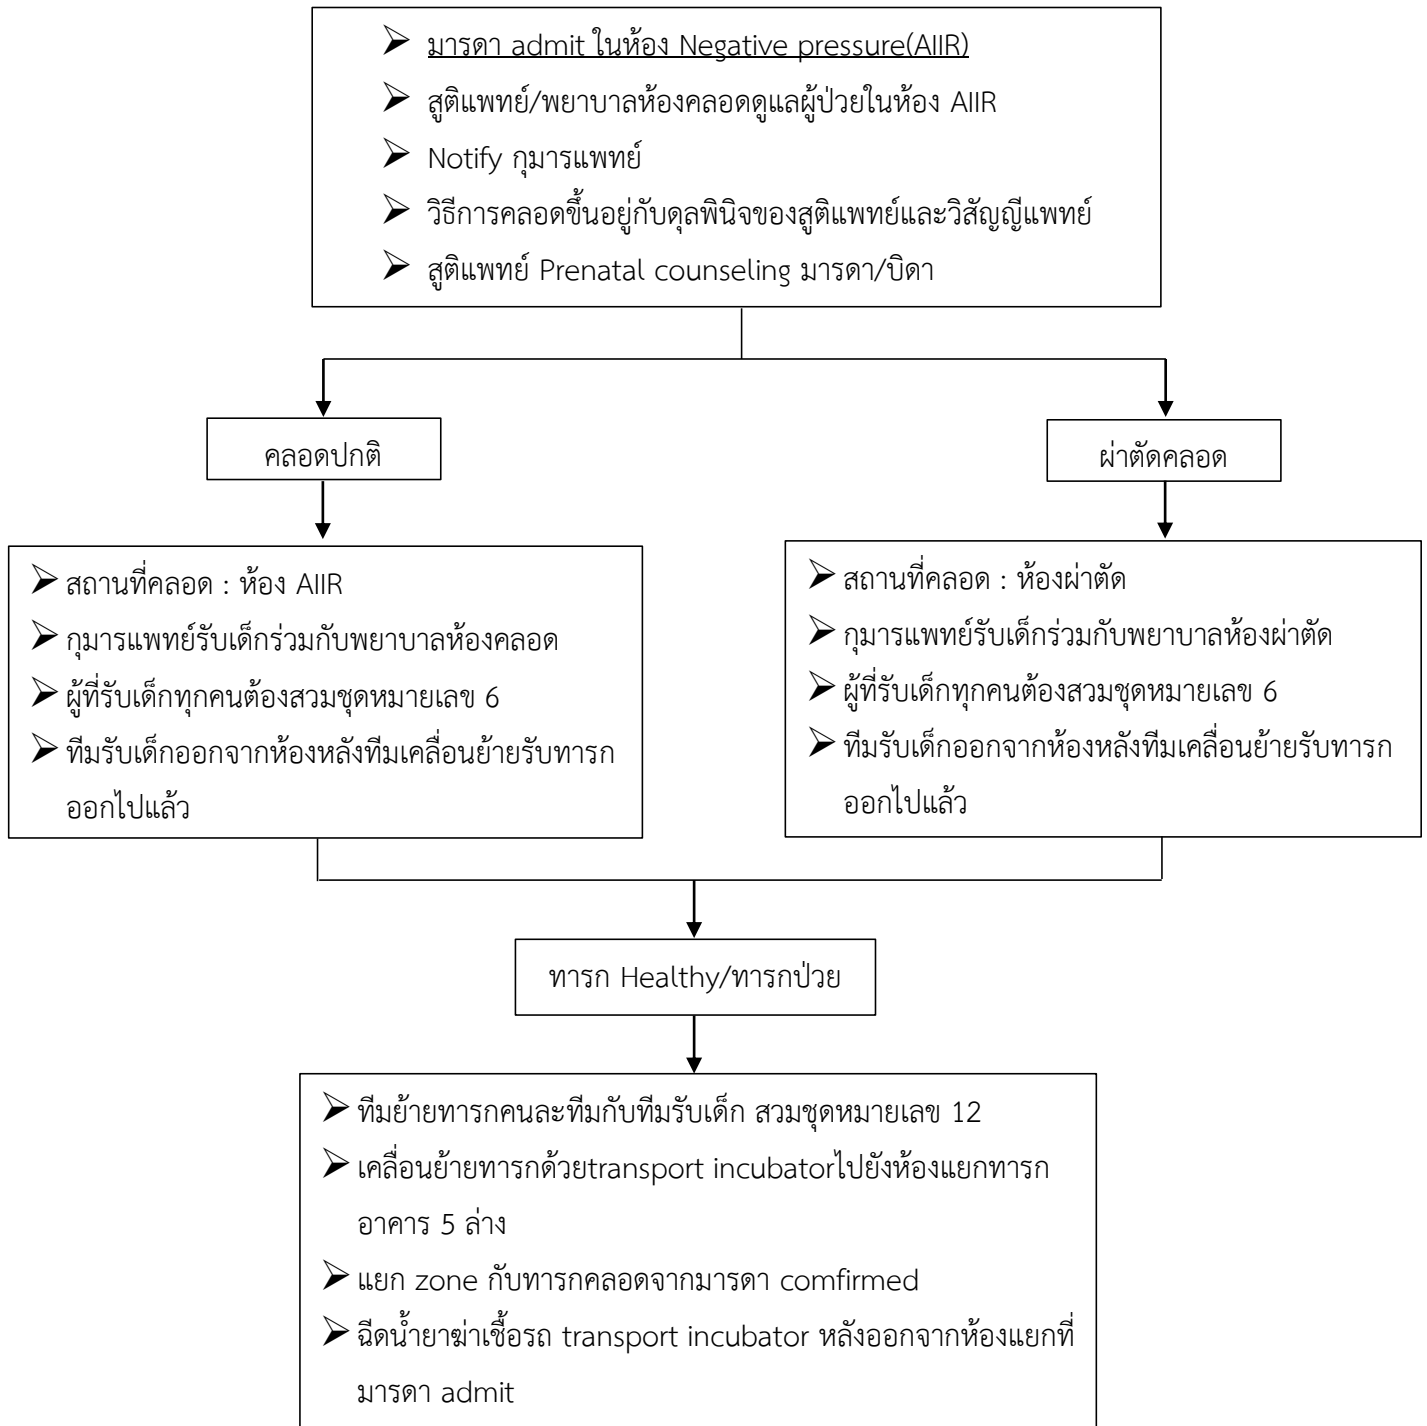 ➢ มารดา admit ในห้อง Negative pressure(AIIR)
➢ สูติแพทย์/พยาบาลห้องคลอดดูแลผู้ป่วยในห้อง AIIR
➢ Notify กุมารแพทย์
➢ วิธีการคลอดขึ้นอยู่กับดุลพินิจของสูติแพทย์และวิสัญญีแพทย์
➢ สูติแพทย์ Prenatal counseling มารดา/บิดา
คลอดปกติ
➢ สถานที่คลอด : ห้อง AIIR
➢ กุมารแพทย์รับเด็กร่วมกับพยาบาลห้องคลอด
➢ ผู้ที่รับเด็กทุกคนต้องสวมชุดหมายเลข 6
➢ ทีมรับเด็กออกจากห้องหลังทีมเคลื่อนย้ายรับทารก
ออกไปแล้ว
ผ่าตัดคลอด
➢ สถานที่คลอด : ห้องผ่าตัด
➢ กุมารแพทย์รับเด็กร่วมกับพยาบาลห้องผ่าตัด
➢ ผู้ที่รับเด็กทุกคนต้องสวมชุดหมายเลข 6
➢ ทีมรับเด็กออกจากห้องหลังทีมเคลื่อนย้ายรับทารก
ออกไปแล้ว
ทารก Healthy/ทารกป่วย
➢ ทีมย้ายทารกคนละทีมกับทีมรับเด็ก สวมชุดหมายเลข 12
➢ เคลื่อนย้ายทารกด้วยtransport incubatorไปยังห้องแยกทารก
อาคาร 5 ล่าง
➢ แยก zone กับทารกคลอดจากมารดา comfirmed
➢ ฉีดน้ำยาฆ่าเชื้อรถ transport incubator หลังออกจากห้องแยกที่
มารดา admit